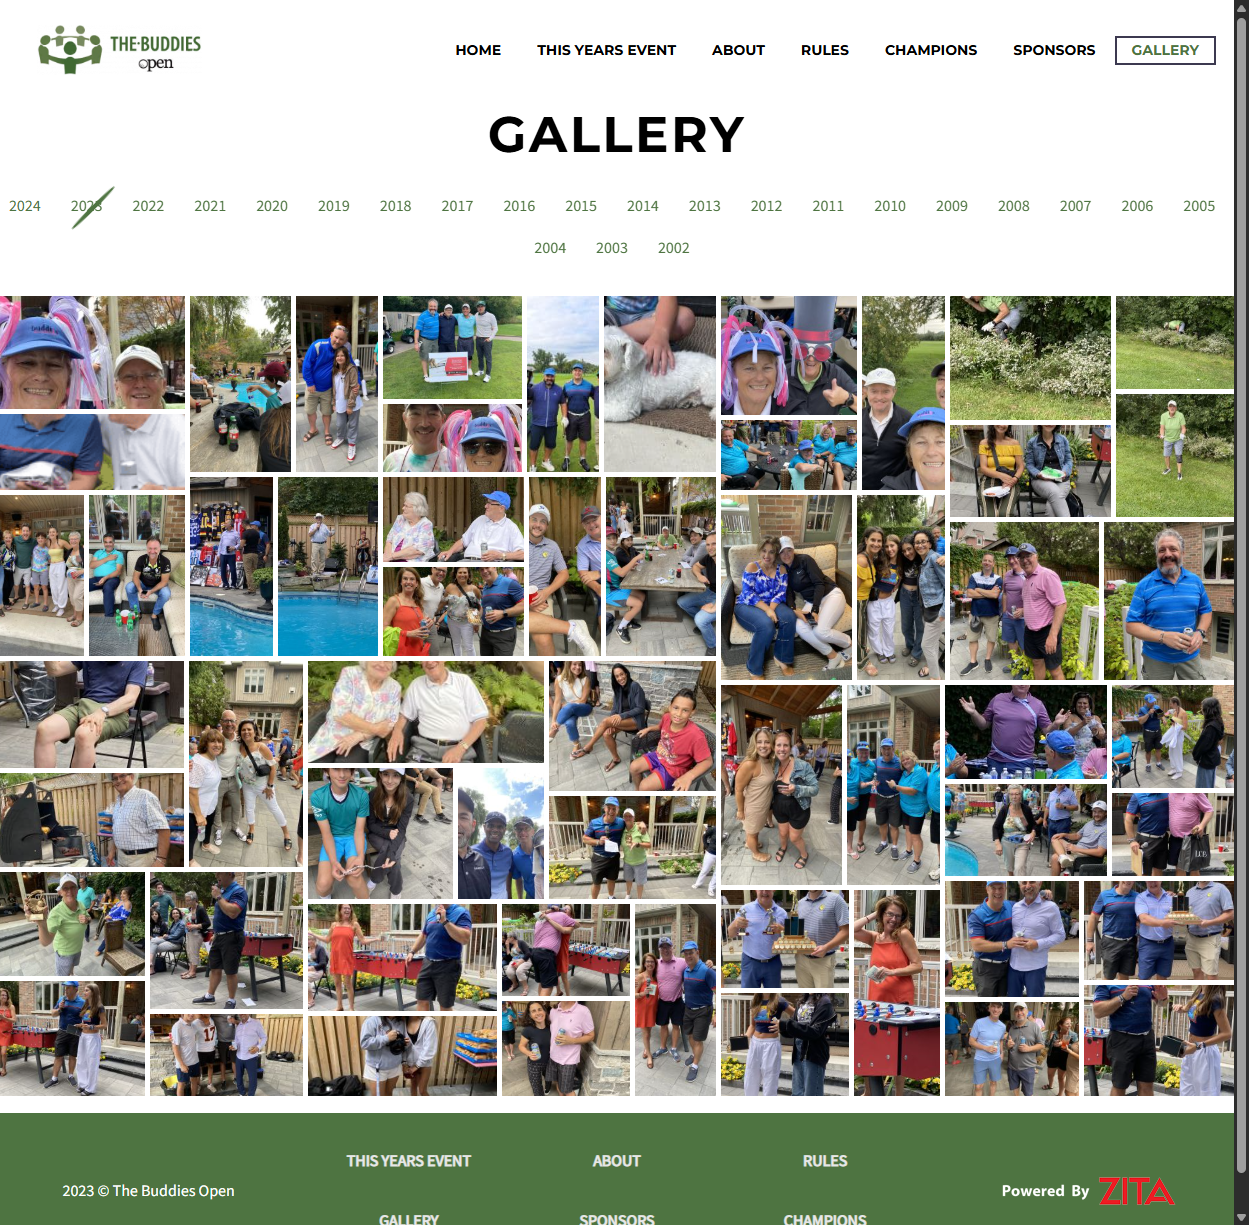 THE·BUDDIES
open
HOME THIS YEARS EVENT ABOUT RULES CHAMPIONS SPONSORS GALLERY
GALLERY
2024 2023 2022 2021 2020 2019 2018 2017 2016 2015 2014 2013 2012 2011 2010 2009 2008 2007 2006 2005
2004 2003 2002
THIS YEARS EVENT ABOUT RULES
2023 © The Buddies Open
Powered By ZITA
GALLERY SPONSORS CHAMPIONS